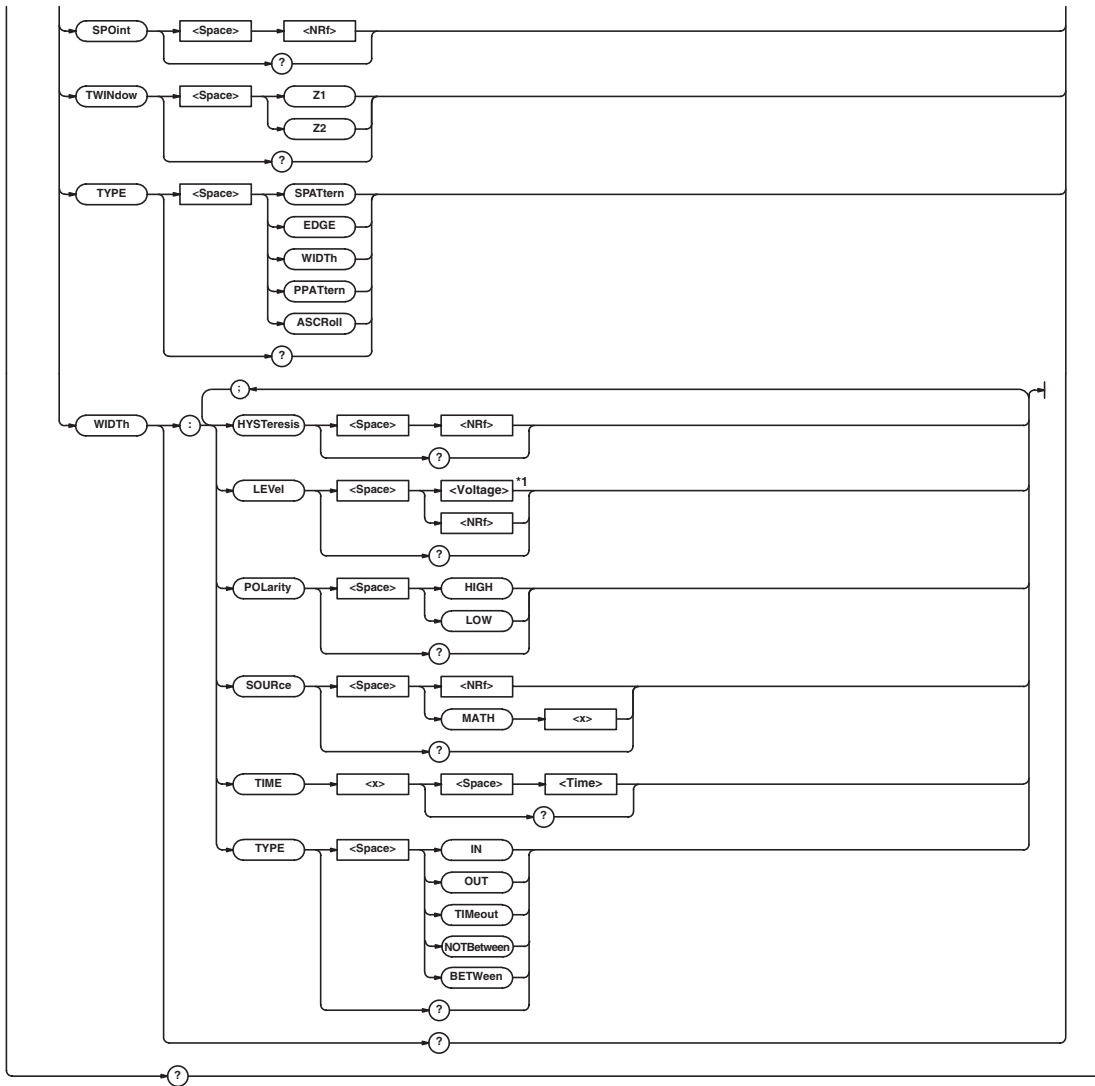 SPOint <Space> <NRf>
?
TWINdow <Space> Z1
Z2
?
TYPE <Space> SPATtern
EDGE
WIDTh
PPATtern
ASCRoll
?
;
WIDTh : HYSTeresis <Space> <NRf>
?
LEVel <Space> <Voltage> *1
<NRf>
?
POLarity <Space> HIGH
LOW
?
SOURce <Space> <NRf>
MATH <x>
?
TIME <x> <Space> <Time>
?
TYPE <Space> IN
OUT
TIMeout
NOTBetween
BETWeen
?
?
?